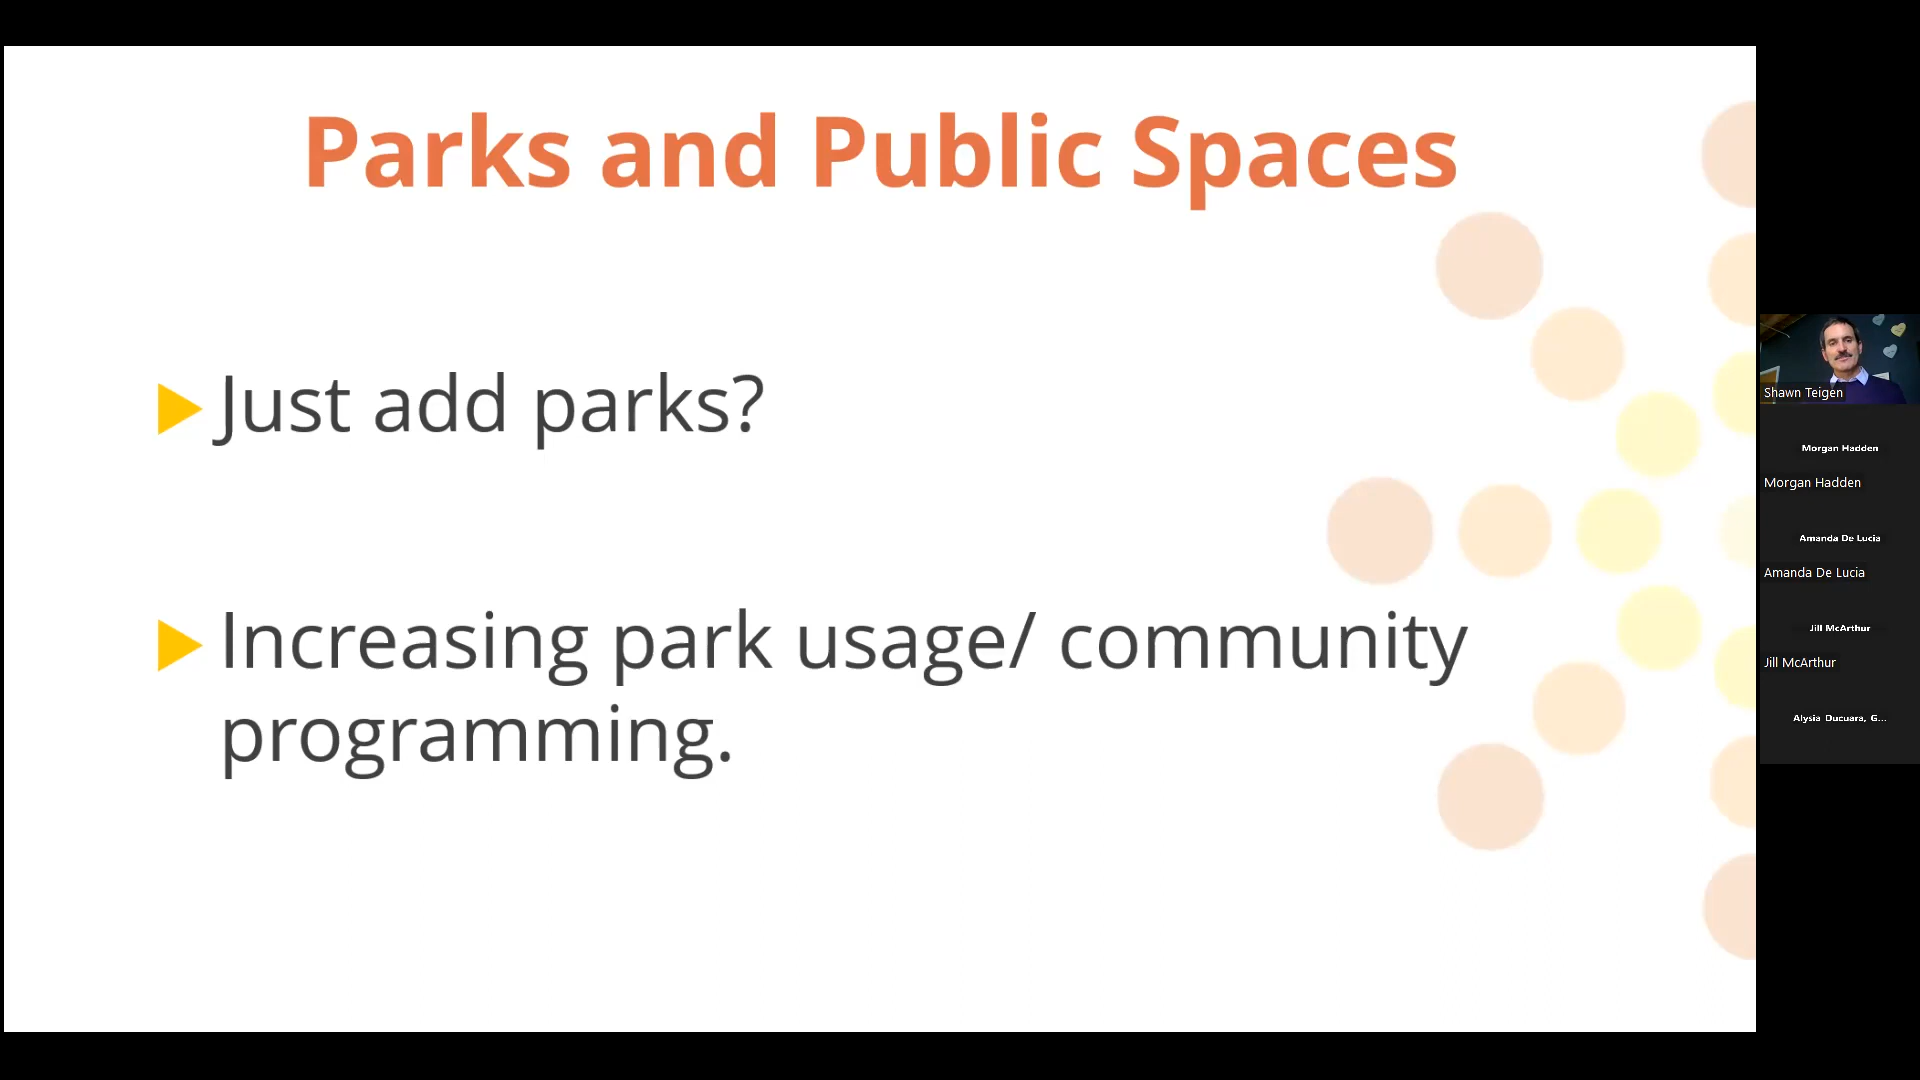 Parks and Public Spaces
Just add parks?
Increasing park usage/ community
programming.
Shawn Teigen
Morgan Hadden
Morgan Hadden
Amanda De Lucia
Amanda De Lucia
Jill McArthur
Jill McArthur
Alysia Ducuara, G...